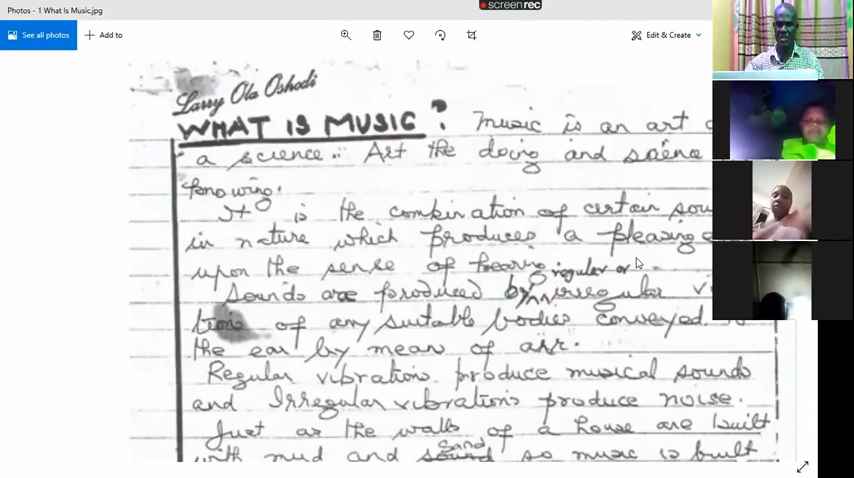 Photos - 1 What Is Music.jpg
screenrec
See all photos
Add to
Edit & Create
Larry Ola Oshodi
WHAT IS MUSIC? Music is an art
a science. Art the doing and science
knowing.
It is the combination of certain sou
in nature which produces a pleasing e
upon the sense of hearing.
regular or
Sounds are produced by irregular vi
tions of any suitable bodies conveyed to
the ear by mean of air.
Regular vibration produce musical sounds
and Irregular vibrations produce noise.
Just as the walls of a house are built
sand
with mud and sound so music is built